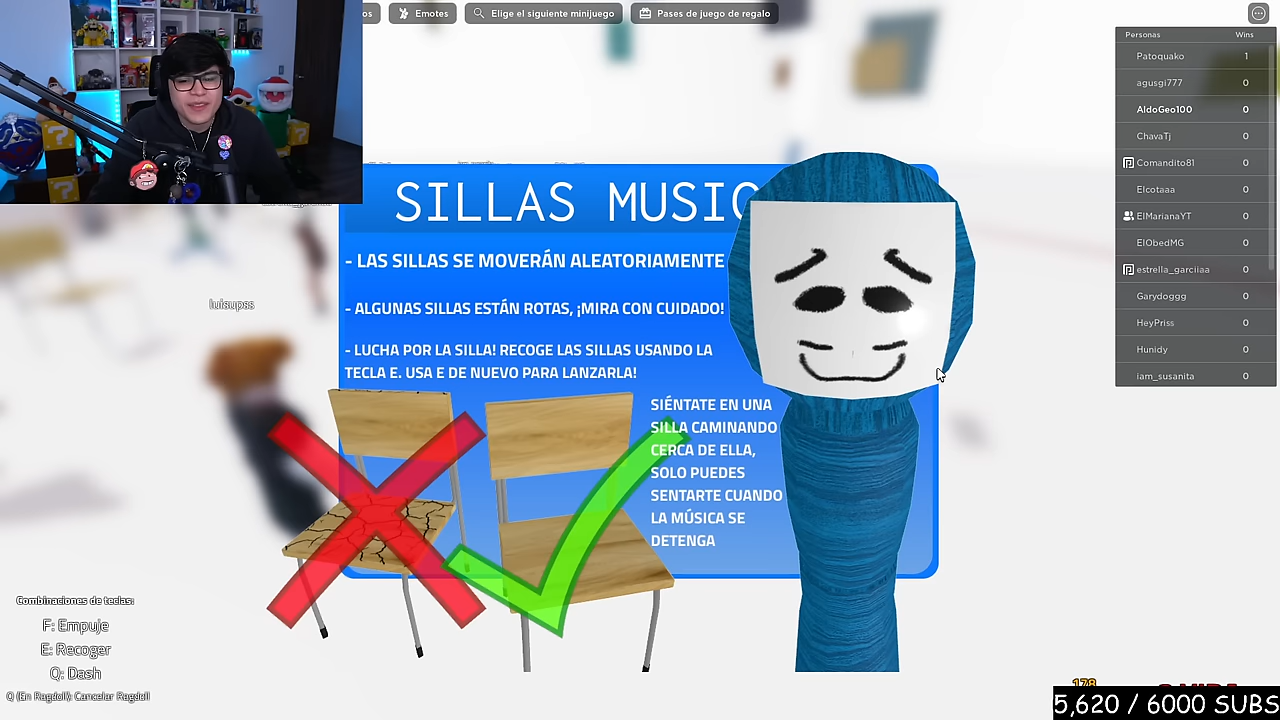 os
Emotes
Elige el siguiente minijuego
Pases de juego de regalo
Personas Wins
Patoquako 1
agusgi777 0
AldoGeo100 0
ChavaTj 0
Comandito81 0
Elcotaaa 0
ElMarianaYT 0
ElObedMG 0
estrella_garciiaa 0
Garydoggg 0
HeyPriss 0
Hunidy 0
iam_susanita 0
SILLAS MUSIC
- LAS SILLAS SE MOVERÁN ALEATORIAMENTE
- ALGUNAS SILLAS ESTÁN ROTAS, ¡MIRA CON CUIDADO!
- LUCHA POR LA SILLA! RECOGE LAS SILLAS USANDO LA
TECLA E. USA E DE NUEVO PARA LANZARLA!
SIÉNTATE EN UNA
SILLA CAMINANDO
CERCA DE ELLA,
SOLO PUEDES
SENTARTE CUANDO
LA MÚSICA SE
DETENGA
luisupss
Combinaciones de teclas:
F: Empuje
E: Recoger
Q: Dash
Q (En Ragdoll): Cancelar Ragdoll
178
5,620 / 6000 SUBS